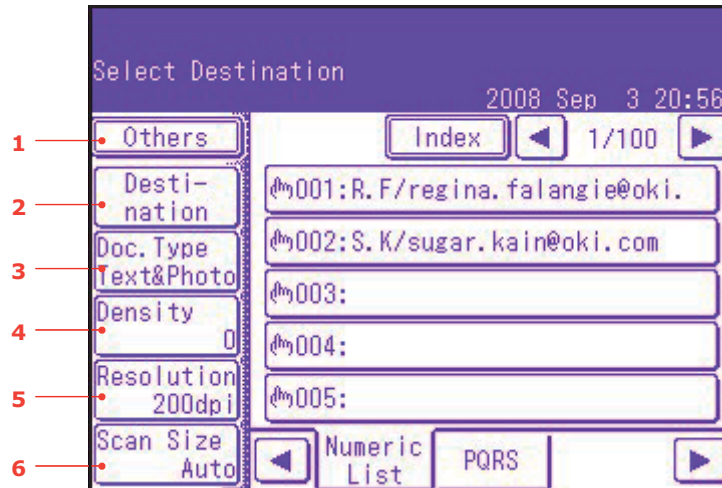 Select Destination
2008 Sep 3 20:56
1
Others
Index
1/100
2
Desti-
nation
001:R.F/regina.falangie@oki.
3
Doc.Type
Text&Photo
002:S.K/sugar.kain@oki.com
4
Density
0
003:
004:
5
Resolution
200dpi
005:
6
Scan Size
Auto
Numeric
List
PQRS